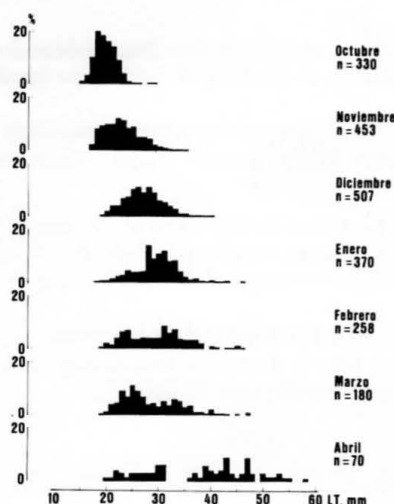 %
20
0
Octubre
n = 330
20
0
Noviembre
n = 453
20
0
Diciembre
n = 507
20
0
Enero
n = 370
20
0
Febrero
n = 258
20
0
Marzo
n = 180
20
0
Abril
n = 70
10 20 30 40 50 60 LT. mm